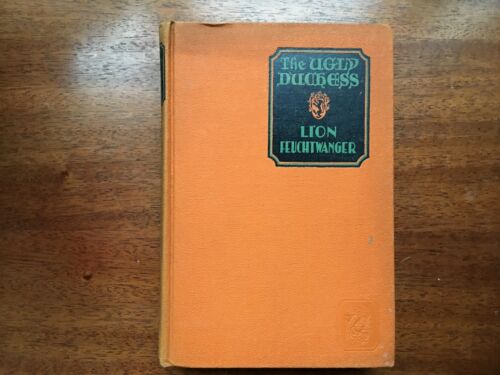 The UGLY
DUCHESS
LION
FEUCHTWANGER